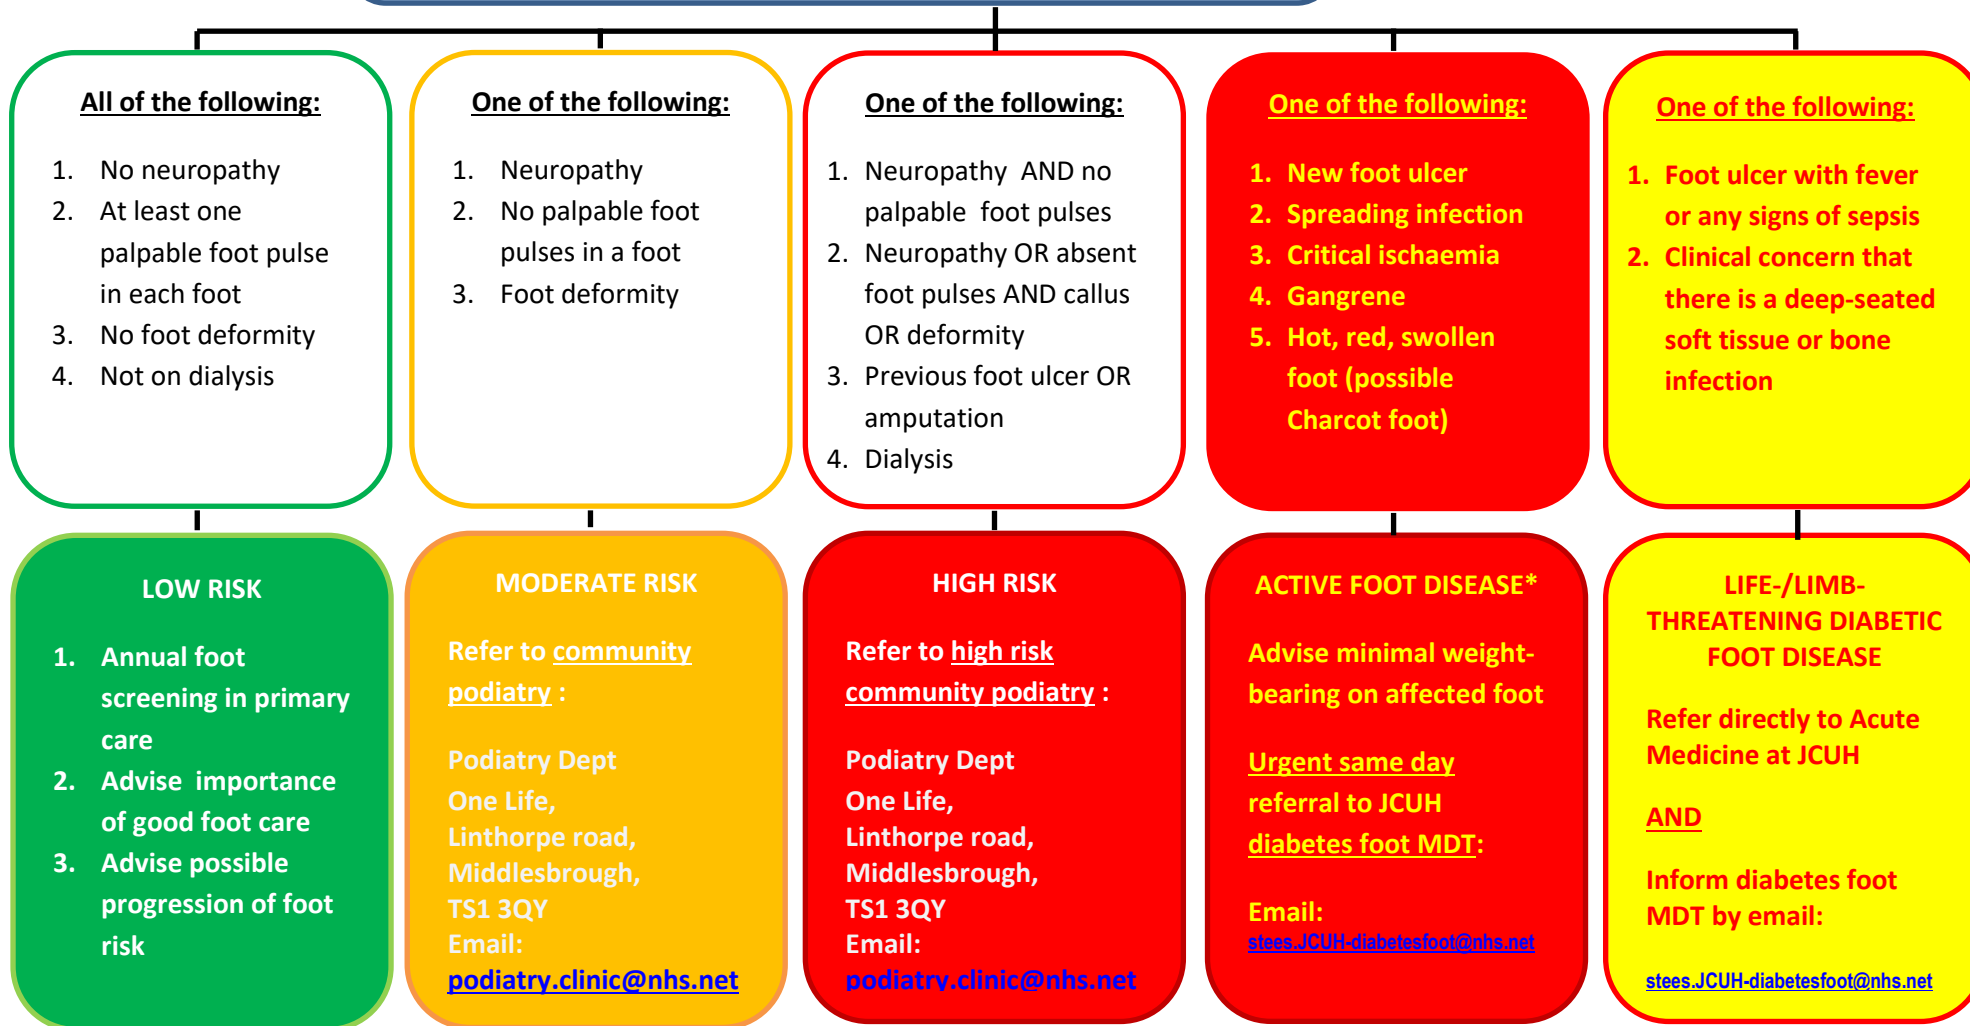 All of the following:
1. No neuropathy
2. At least one
palpable foot pulse
in each foot
3. No foot deformity
4. Not on dialysis
One of the following:
1. Neuropathy
2. No palpable foot
pulses in a foot
3. Foot deformity
One of the following:
1. Neuropathy AND no
palpable foot pulses
2. Neuropathy OR absent
foot pulses AND callus
OR deformity
3. Previous foot ulcer OR
amputation
4. Dialysis
One of the following:
1. New foot ulcer
2. Spreading infection
3. Critical ischaemia
4. Gangrene
5. Hot, red, swollen
foot (possible
Charcot foot)
One of the following:
1. Foot ulcer with fever
or any signs of sepsis
2. Clinical concern that
there is a deep-seated
soft tissue or bone
infection
LOW RISK
1. Annual foot
screening in primary
care
2. Advise importance
of good foot care
3. Advise possible
progression of foot
risk
MODERATE RISK
Refer to community
podiatry :
Podiatry Dept
One Life,
Linthorpe road,
Middlesbrough,
TS1 3QY
Email:
podiatry.clinic@nhs.net
HIGH RISK
Refer to high risk
community podiatry :
Podiatry Dept
One Life,
Linthorpe road,
Middlesbrough,
TS1 3QY
Email:
podiatry.clinic@nhs.net
ACTIVE FOOT DISEASE*
Advise minimal weight-
bearing on affected foot
Urgent same day
referral to JCUH
diabetes foot MDT:
Email:
stees.JCUH-diabetesfoot@nhs.net
LIFE-/LIMB-
THREATENING DIABETIC
FOOT DISEASE
Refer directly to Acute
Medicine at JCUH
AND
Inform diabetes foot
MDT by email:
stees.JCUH-diabetesfoot@nhs.net